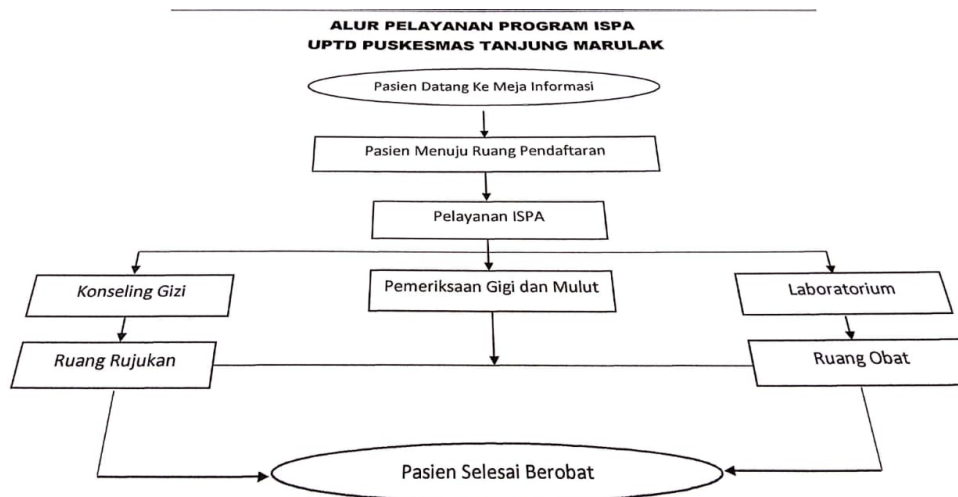 ALUR PELAYANAN PROGRAM ISPA
UPTD PUSKESMAS TANJUNG MARULAK
Pasien Datang Ke Meja Informasi
Pasien Menuju Ruang Pendaftaran
Pelayanan ISPA
Konseling Gizi
Pemeriksaan Gigi dan Mulut
Laboratorium
Ruang Rujukan
Ruang Obat
Pasien Selesai Berobat